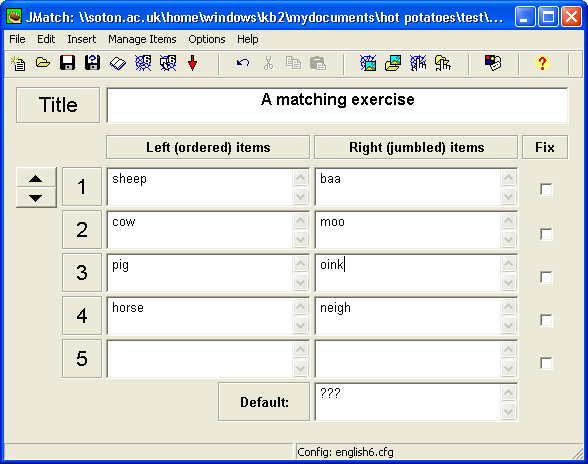 JMatch: \\soton.ac.uk\home\windows\kb2\mydocuments\hot potatoes\test\...
File Edit Insert Manage Items Options Help
Title
A matching exercise
Left (ordered) items Right (jumbled) items Fix
1 sheep baa
2 cow moo
3 pig oink
4 horse neigh
5
Default: ???
Config: english6.cfg